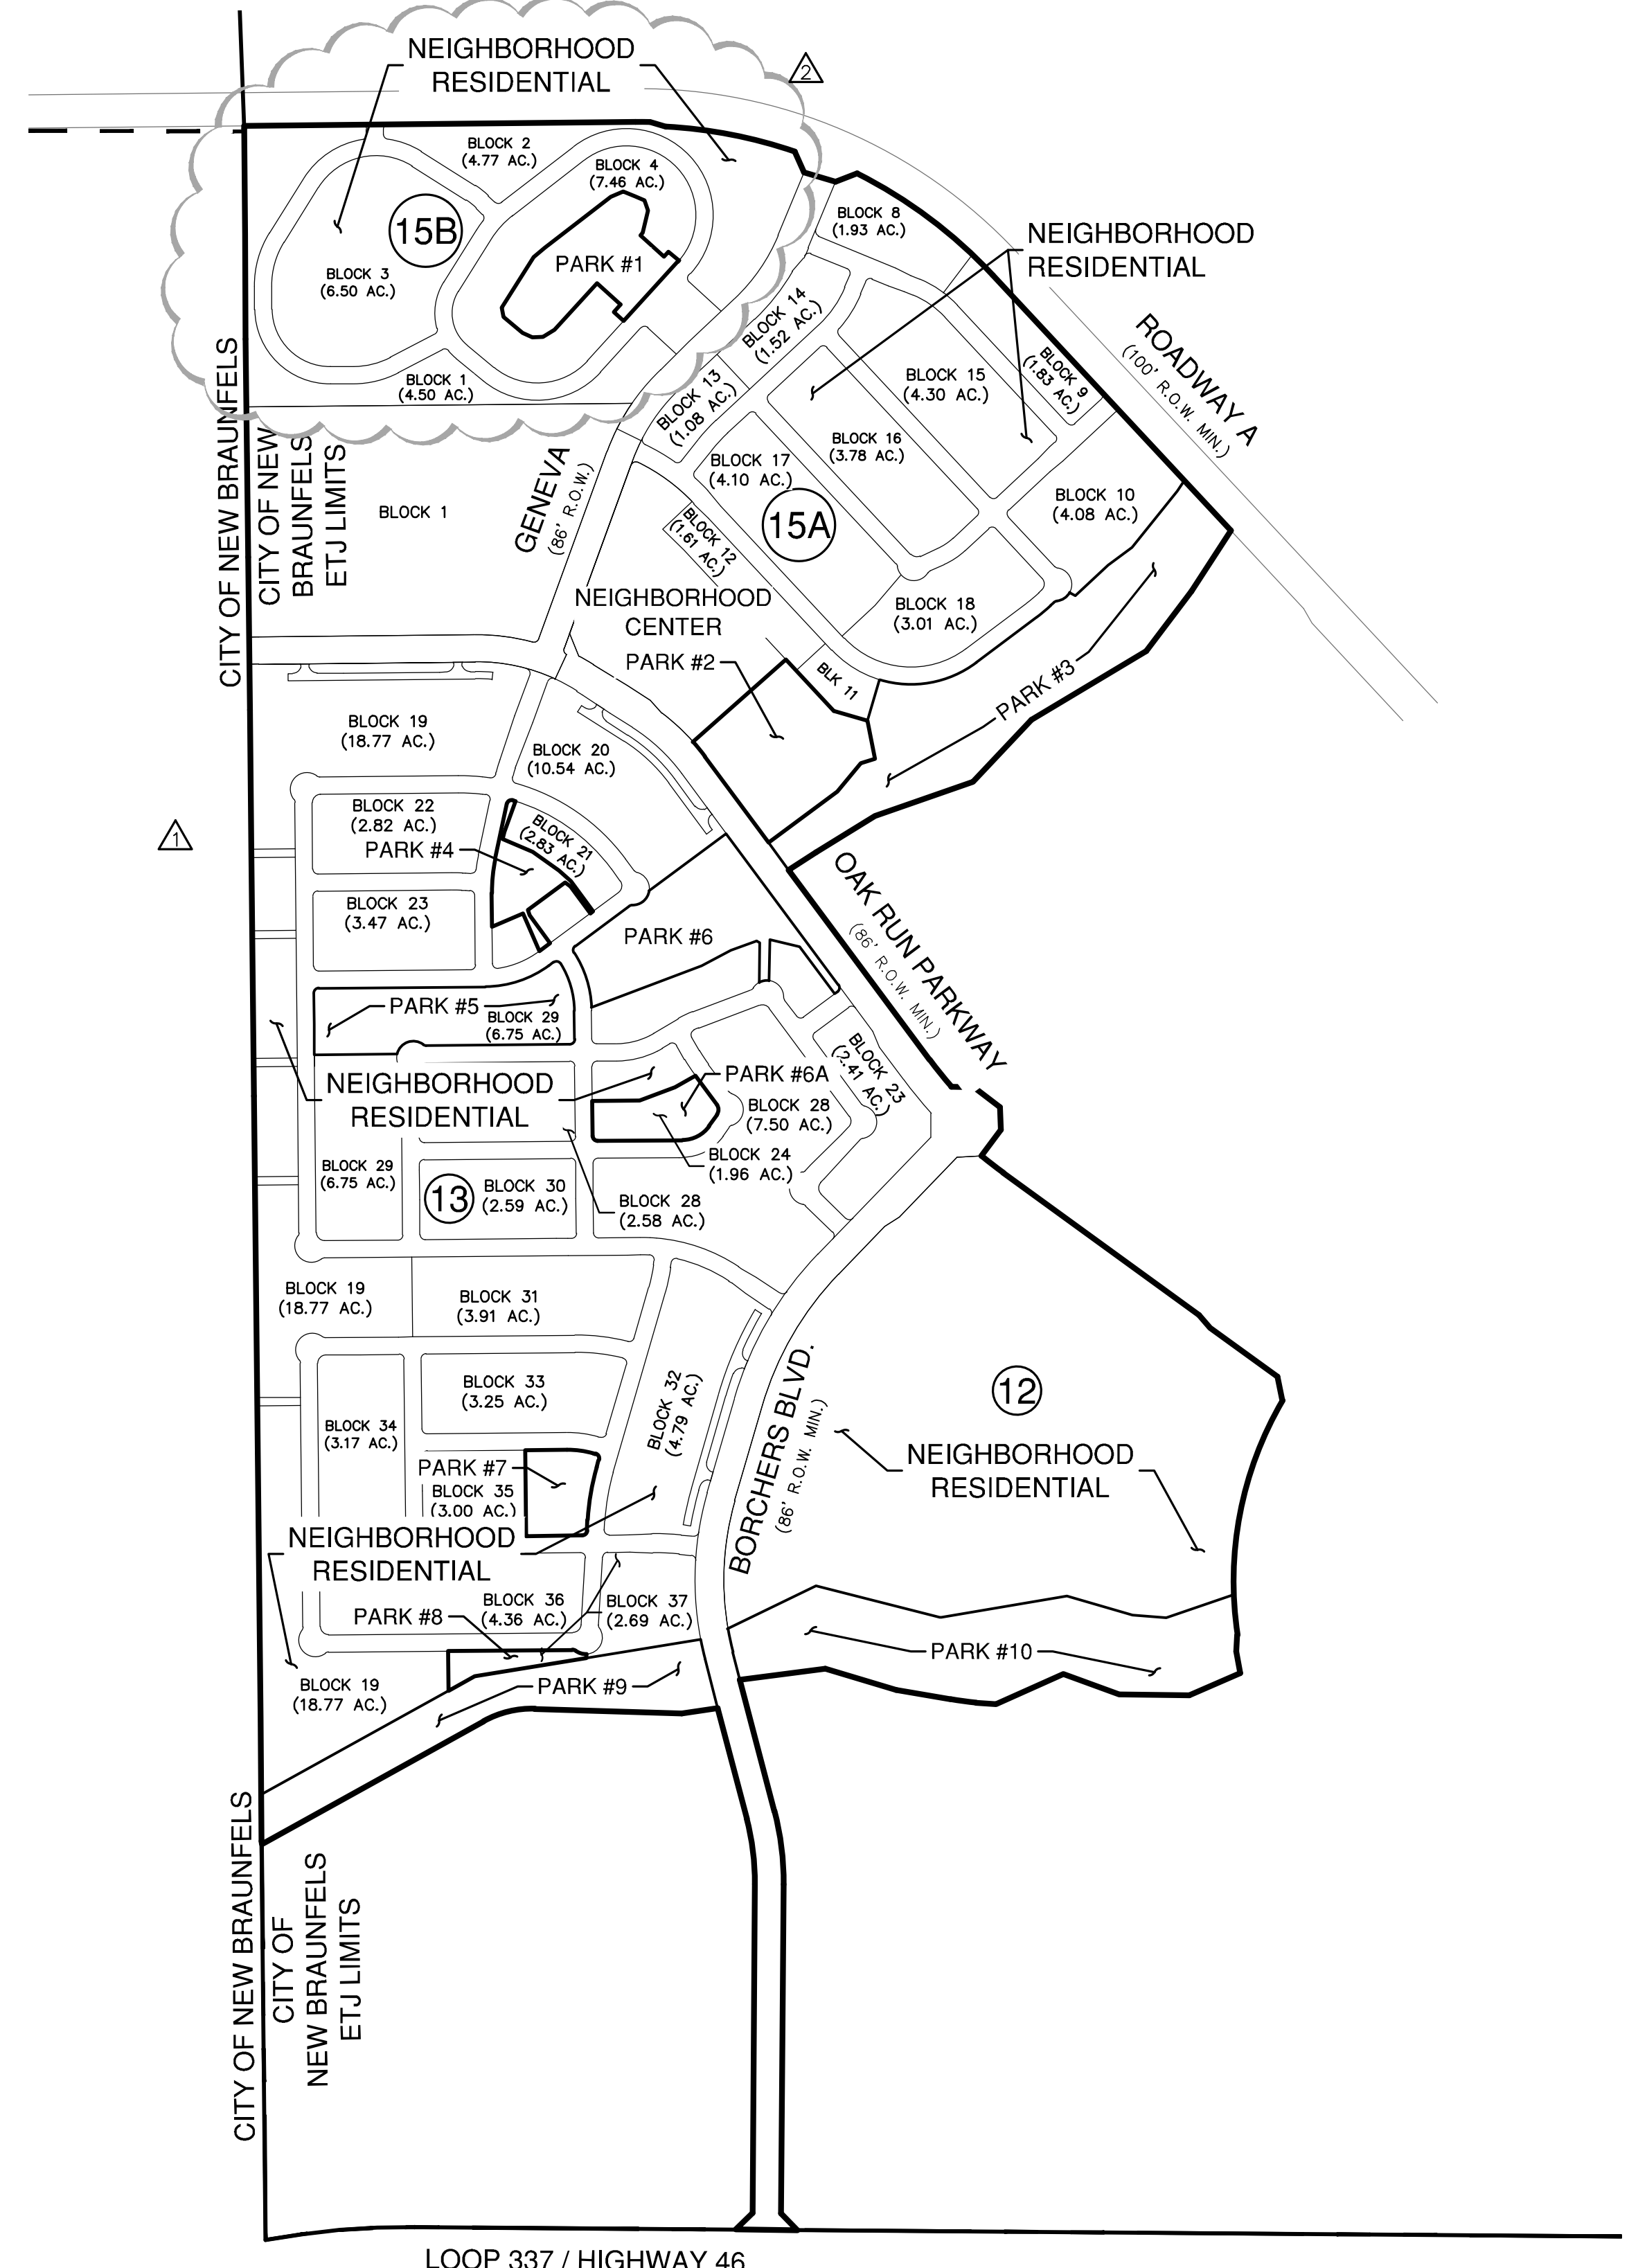 NEIGHBORHOOD
RESIDENTIAL
2
BLOCK 2
(4.77 AC.)
BLOCK 4
(7.46 AC.)
15B
PARK #1
BLOCK 3
(6.50 AC.)
BLOCK 1
(4.50 AC.)
BLOCK 8
(1.93 AC.)
NEIGHBORHOOD
RESIDENTIAL
BLOCK 14
(1.52 AC.)
BLOCK 13
(1.08 AC.)
BLOCK 15
(4.30 AC.)
BLOCK 9
(1.83 AC.)
ROADWAY A
(100' R.O.W. MIN.)
BLOCK 16
(3.78 AC.)
BLOCK 17
(4.10 AC.)
BLOCK 10
(4.08 AC.)
15A
BLOCK 12
(1.61 AC.)
CITY OF NEW BRAUNFELS
CITY OF NEW
BRAUNFELS
ETJ LIMITS
BLOCK 1
GENEVA
(86' R.O.W.)
NEIGHBORHOOD
CENTER
BLOCK 18
(3.01 AC.)
PARK #2
BLK 11
PARK #3
BLOCK 19
(18.77 AC.)
BLOCK 20
(10.54 AC.)
1
BLOCK 22
(2.82 AC.)
PARK #4
BLOCK 21
(2.83 AC.)
BLOCK 23
(3.47 AC.)
PARK #6
OAK RUN PARKWAY
(86' R.O.W. MIN.)
PARK #5
BLOCK 29
(6.75 AC.)
NEIGHBORHOOD
RESIDENTIAL
PARK #6A
BLOCK 23
(2.41 AC.)
BLOCK 28
(7.50 AC.)
BLOCK 24
(1.96 AC.)
BLOCK 29
(6.75 AC.)
13
BLOCK 30
(2.59 AC.)
BLOCK 28
(2.58 AC.)
BLOCK 19
(18.77 AC.)
BLOCK 31
(3.91 AC.)
BLOCK 33
(3.25 AC.)
BLOCK 32
(4.79 AC.)
BLOCK 34
(3.17 AC.)
BORCHERS BLVD.
(86' R.O.W. MIN.)
12
NEIGHBORHOOD
RESIDENTIAL
PARK #7
BLOCK 35
(3.00 AC.)
NEIGHBORHOOD
RESIDENTIAL
BLOCK 36
(4.36 AC.)
BLOCK 37
(2.69 AC.)
PARK #8
PARK #10
PARK #9
BLOCK 19
(18.77 AC.)
CITY OF NEW BRAUNFELS
CITY OF
NEW BRAUNFELS
ETJ LIMITS
LOOP 337 / HIGHWAY 46